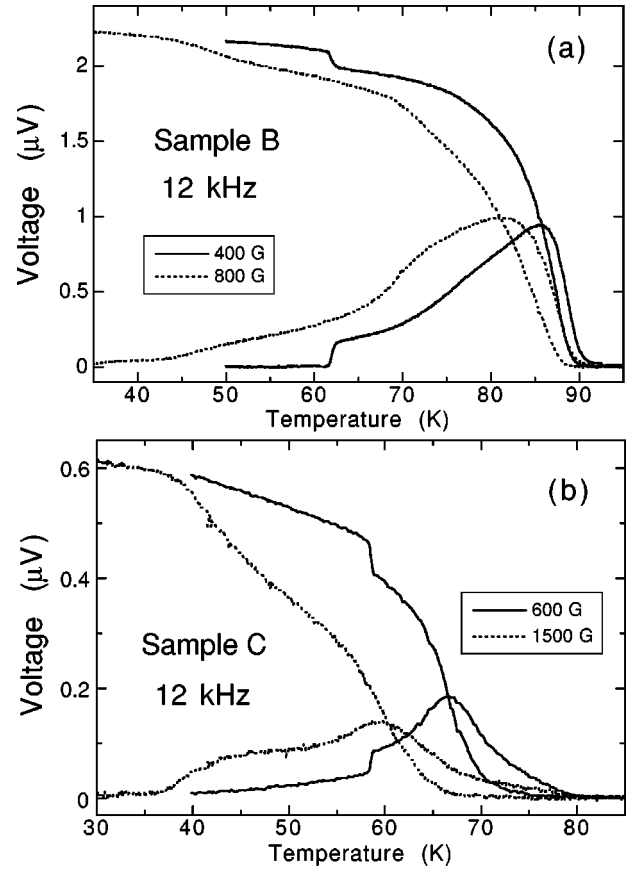 (a)
2
1.5
1
0.5
0
Voltage (μV)
Sample B
12 kHz
400 G
800 G
40 50 60 70 80 90
Temperature (K)
(b)
0.6
0.4
0.2
0
Voltage (μV)
600 G
1500 G
Sample C
12 kHz
30 40 50 60 70 80
Temperature (K)